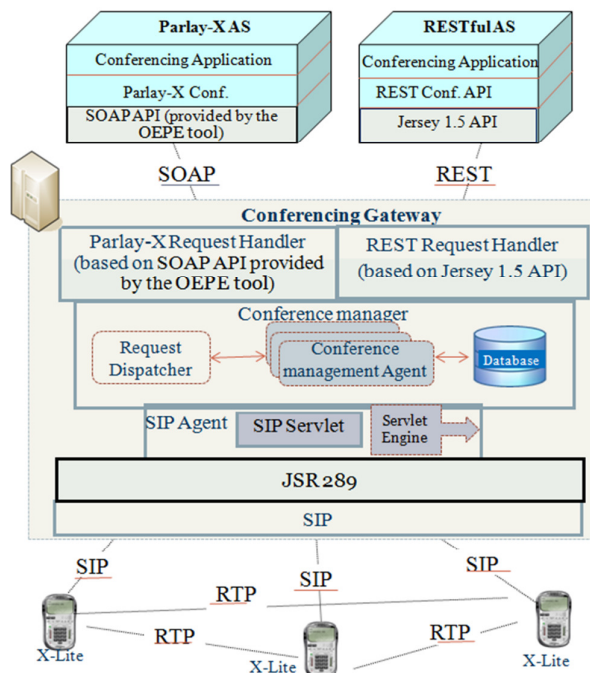 Parlay-X AS
Conferencing Application
Parlay-X Conf.
SOAP API (provided by the
OEPE tool)
RESTful AS
Conferencing Application
REST Conf. API
Jersey 1.5 API
SOAP
REST
Conferencing Gateway
Parlay-X Request Handler
(based on SOAP API provided
by the OEPE tool)
REST Request Handler
(based on Jersey 1.5 API)
Conference manager
Request
Dispatcher
Conference
management Agent
Database
SIP Agent
SIP Servlet
Servlet
Engine
JSR 289
SIP
SIP
SIP
SIP
RTP
RTP
RTP
X-Lite
X-Lite
X-Lite